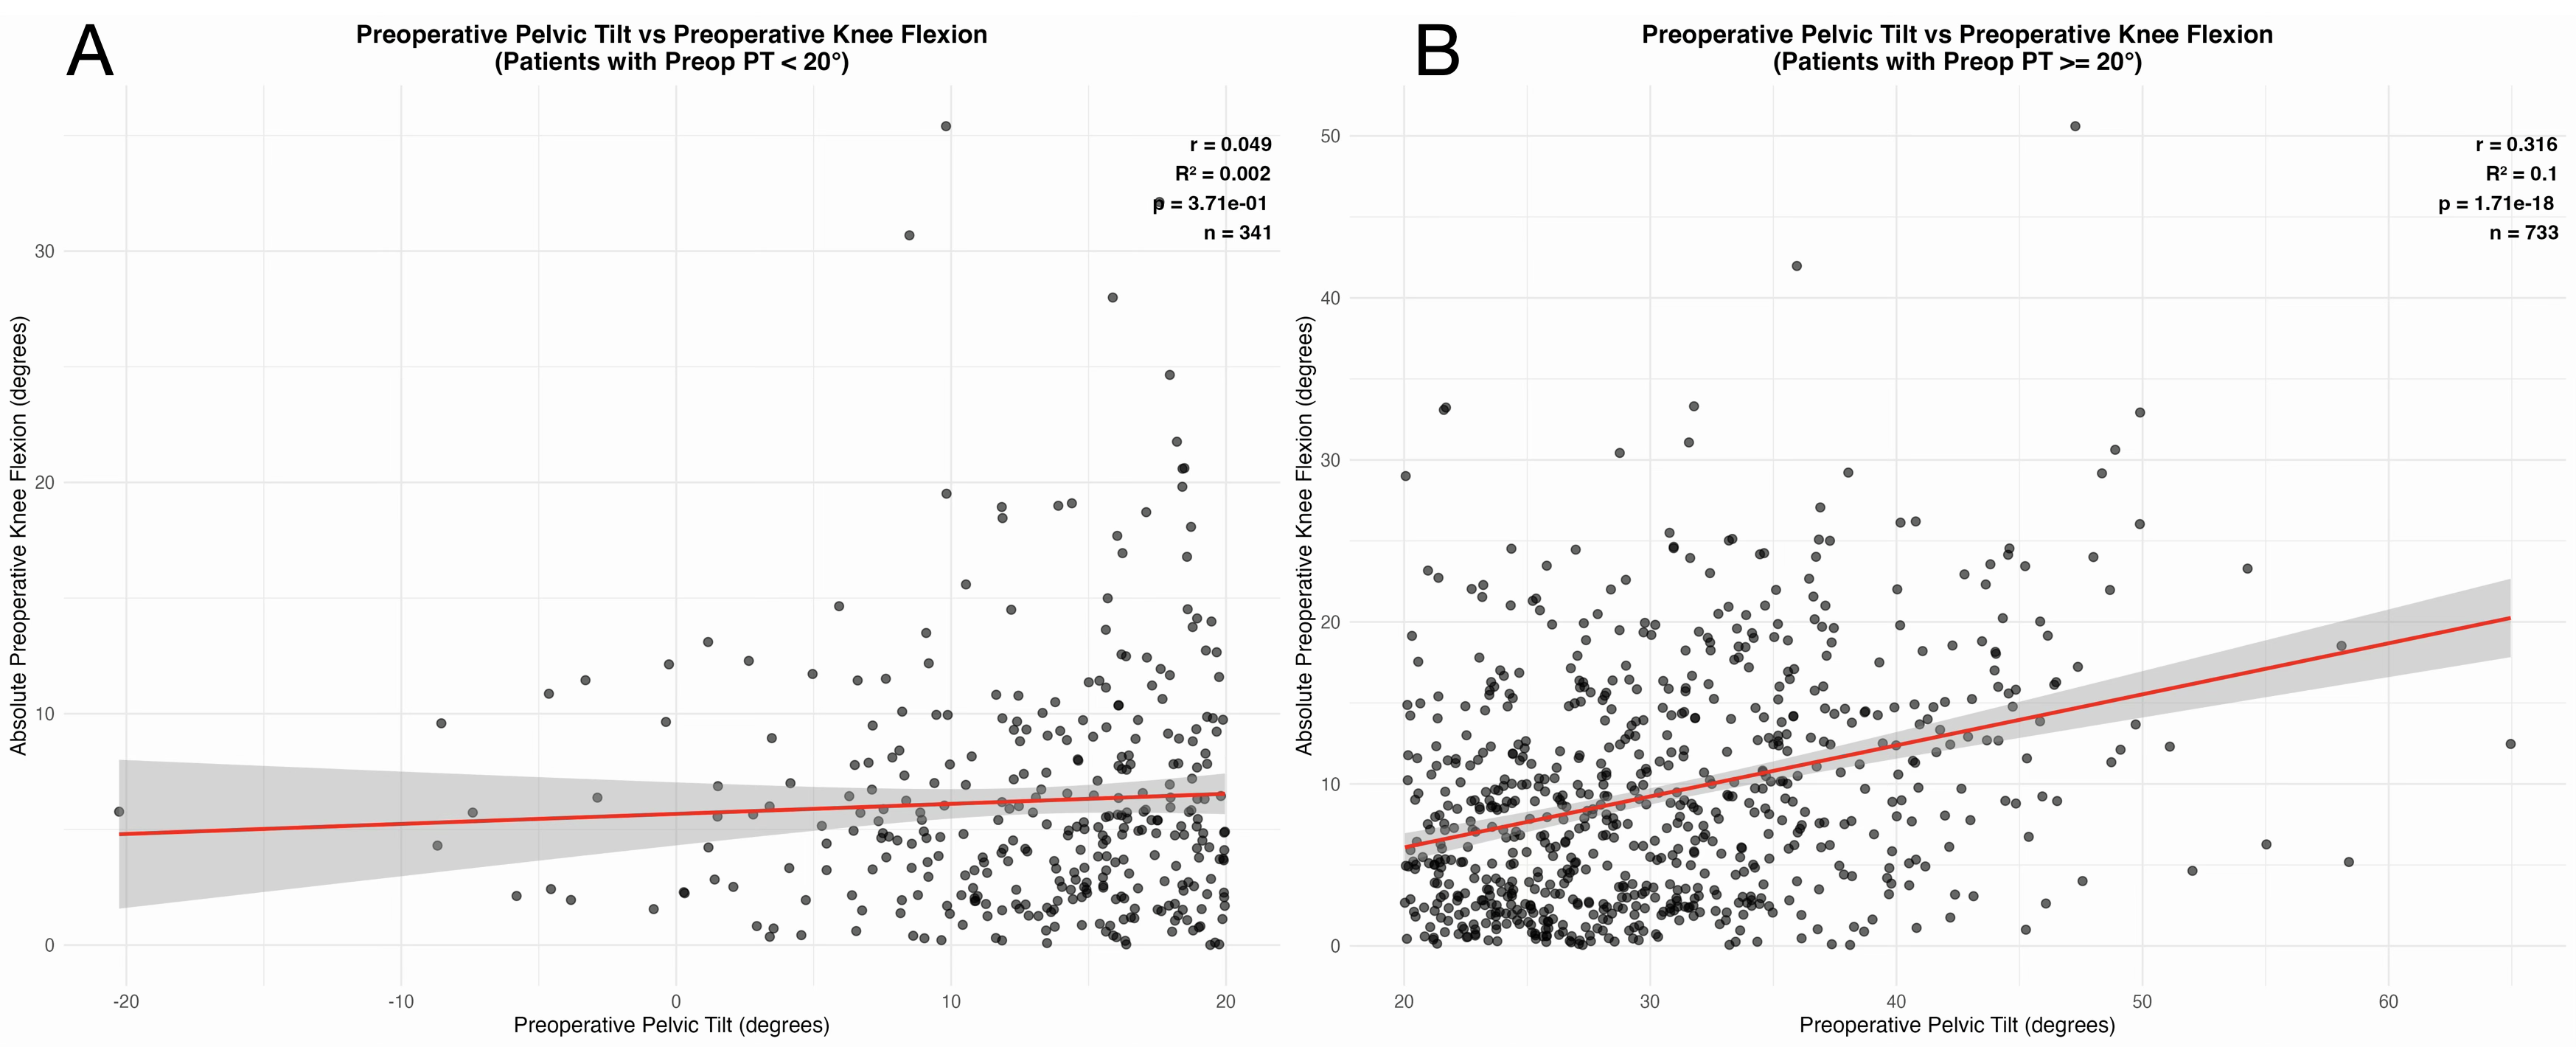 A
Preoperative Pelvic Tilt vs Preoperative Knee Flexion
(Patients with Preop PT < 20°)
r = 0.049
R² = 0.002
p = 3.71e-01
n = 341
Absolute Preoperative Knee Flexion (degrees)
30
20
10
0
-20 -10 0 10 20
Preoperative Pelvic Tilt (degrees)
B
Preoperative Pelvic Tilt vs Preoperative Knee Flexion
(Patients with Preop PT >= 20°)
r = 0.316
R² = 0.1
p = 1.71e-18
n = 733
Absolute Preoperative Knee Flexion (degrees)
50
40
30
20
10
0
20 30 40 50 60
Preoperative Pelvic Tilt (degrees)